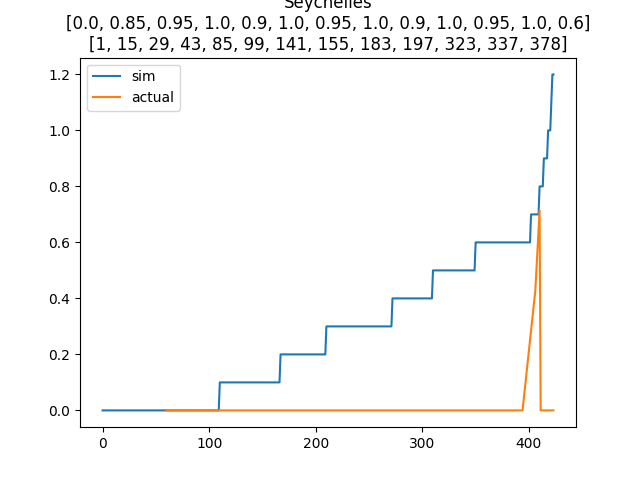 Seychelles
[0.0, 0.85, 0.95, 1.0, 0.9, 1.0, 0.95, 1.0, 0.9, 1.0, 0.95, 1.0, 0.6]
[1, 15, 29, 43, 85, 99, 141, 155, 183, 197, 323, 337, 378]
sim
actual
1.2
1.0
0.8
0.6
0.4
0.2
0.0
0 100 200 300 400